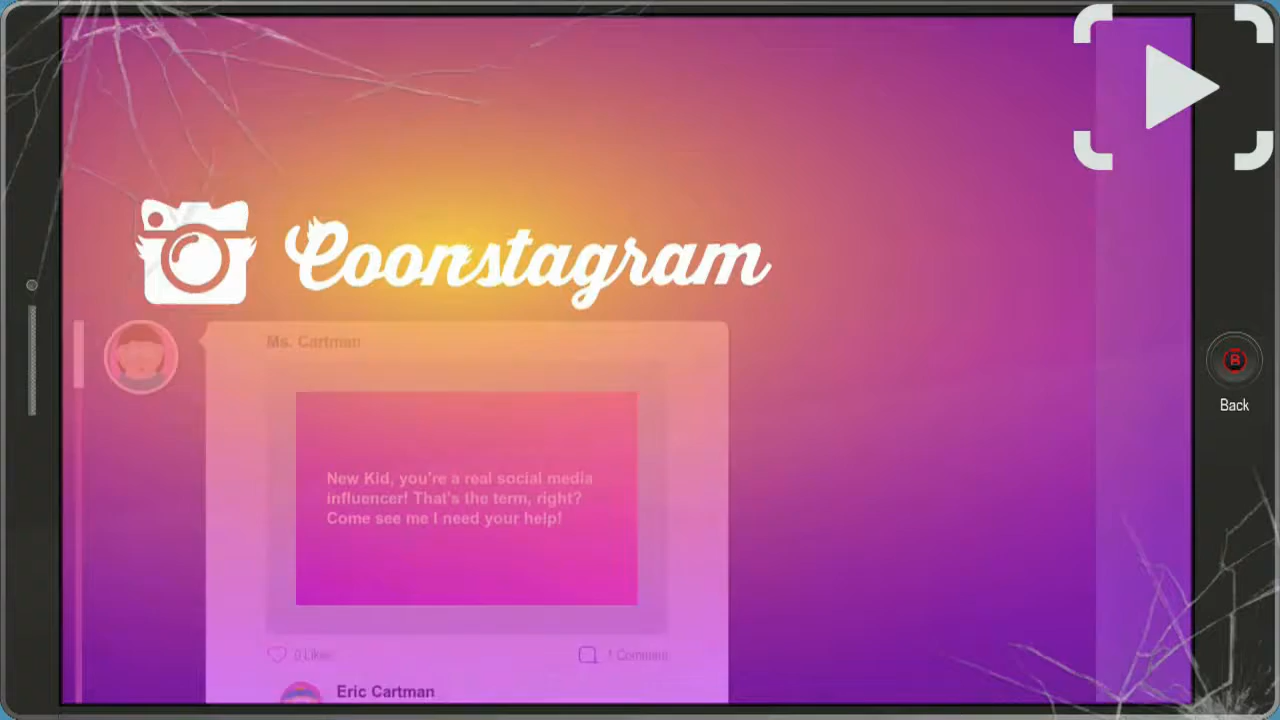 Coonstagram
Ms. Cartman
New Kid, you're a real social media
influencer! That's the term, right?
Come see me I need your help!
0 Likes
1 Comment
Eric Cartman
B
Back